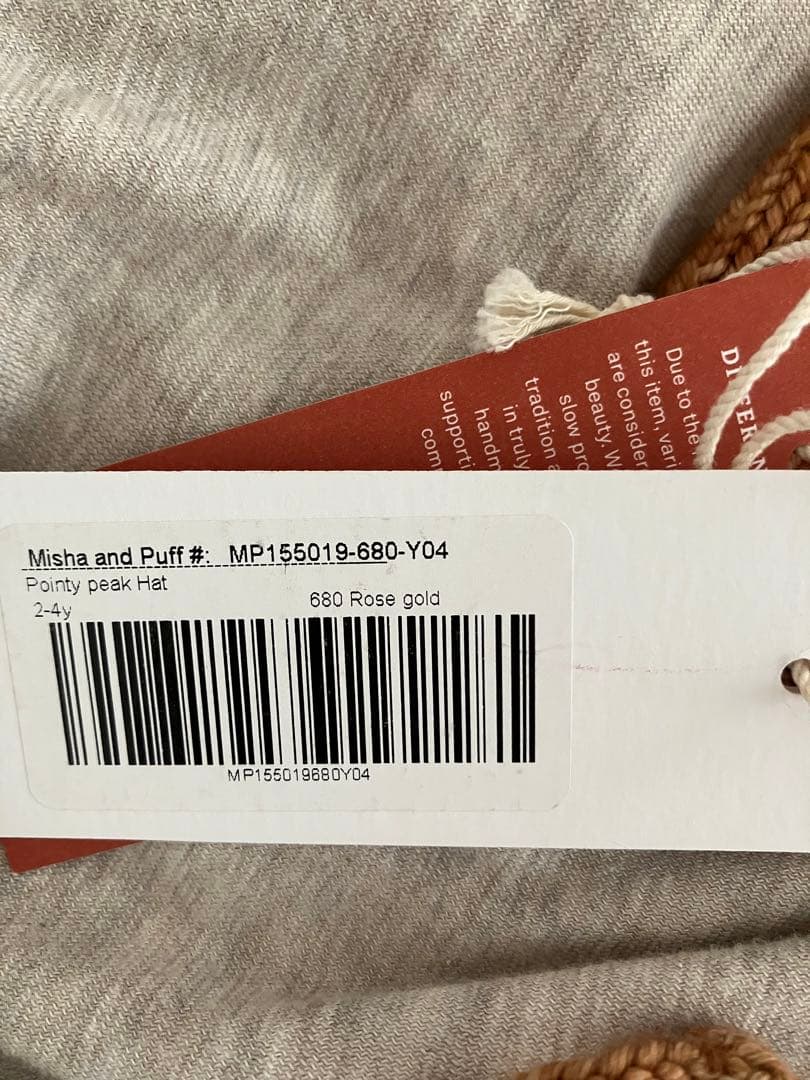 Misha and Puff #: MP155019-680-Y04
Pointy peak Hat
2-4y
680 Rose gold
MP155019680Y04
Due to the
this item, vari
are consider
beauty. W
slow pro
tradition a
in truly
handm
supporti
com